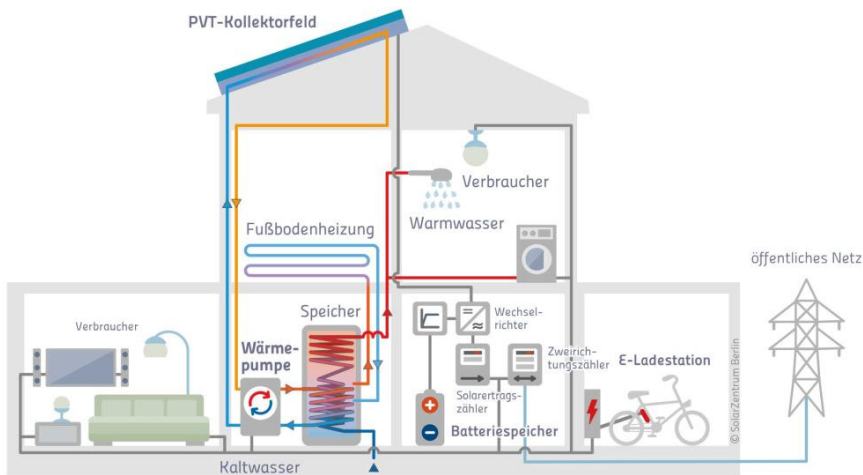 PVT-Kollektorfeld
Verbraucher
Warmwasser
Fußbodenheizung
öffentliches Netz
Speicher
Verbraucher
Wechsel-
richter
Wärme-
pumpe
Zweirich-
tungszähler
E-Ladestation
Solarertrags-
zähler
Batteriespeicher
Kaltwasser
© SolarZentrum Berlin